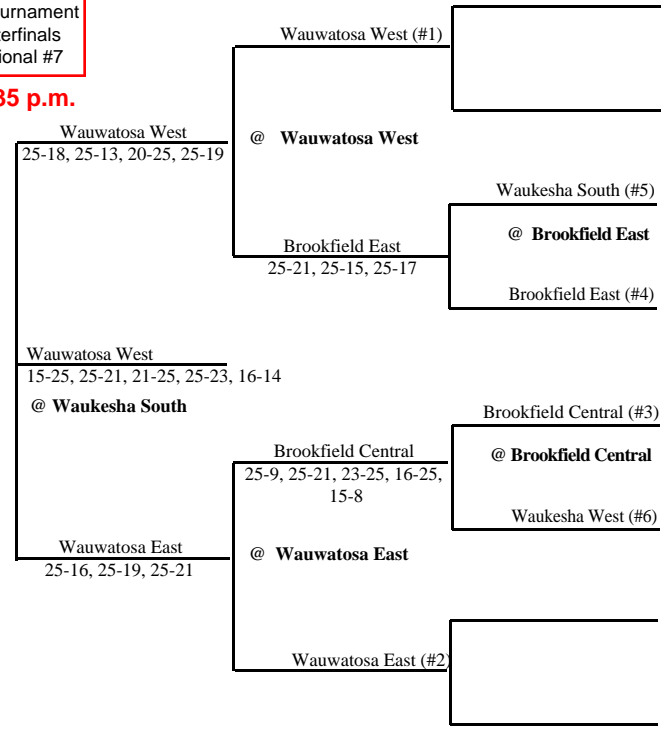 urnament
erfinals
ional #7
35 p.m.
Wauwatosa West (#1)
Wauwatosa West
25-18, 25-13, 20-25, 25-19
@ Wauwatosa West
Waukesha South (#5)
@ Brookfield East
Brookfield East
25-21, 25-15, 25-17
Brookfield East (#4)
Wauwatosa West
15-25, 25-21, 21-25, 25-23, 16-14
@ Waukesha South
Brookfield Central (#3)
Brookfield Central
25-9, 25-21, 23-25, 16-25,
15-8
@ Brookfield Central
Waukesha West (#6)
Wauwatosa East
25-16, 25-19, 25-21
@ Wauwatosa East
Wauwatosa East (#2)